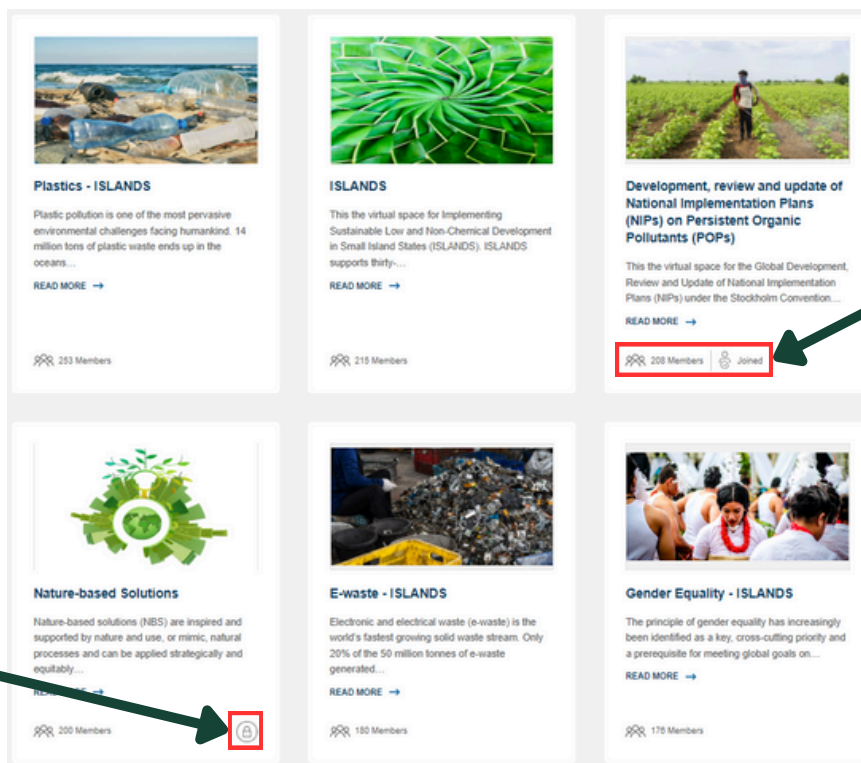 Plastics - ISLANDS
Plastic pollution is one of the most pervasive
environmental challenges facing humankind. 14
million tons of plastic waste ends up in the
oceans…
READ MORE →
253 Members
ISLANDS
This the virtual space for Implementing
Sustainable Low and Non-Chemical Development
in Small Island States (ISLANDS). ISLANDS
supports thirty-…
READ MORE →
215 Members
Development, review and update of
National Implementation Plans
(NIPs) on Persistent Organic
Pollutants (POPs)
This the virtual space for the Global Development,
Review and Update of National Implementation
Plans (NIPs) under the Stockholm Convention…
READ MORE →
208 Members | Joined
Nature-based Solutions
Nature-based solutions (NBS) are inspired and
supported by nature and use, or mimic, natural
processes and can be applied strategically and
equitably…
READ MORE →
200 Members
E-waste - ISLANDS
Electronic and electrical waste (e-waste) is the
world's fastest growing solid waste stream. Only
20% of the 50 million tonnes of e-waste
generated…
READ MORE →
180 Members
Gender Equality - ISLANDS
The principle of gender equality has increasingly
been identified as a key, cross-cutting priority and
a prerequisite for meeting global goals on…
READ MORE →
178 Members